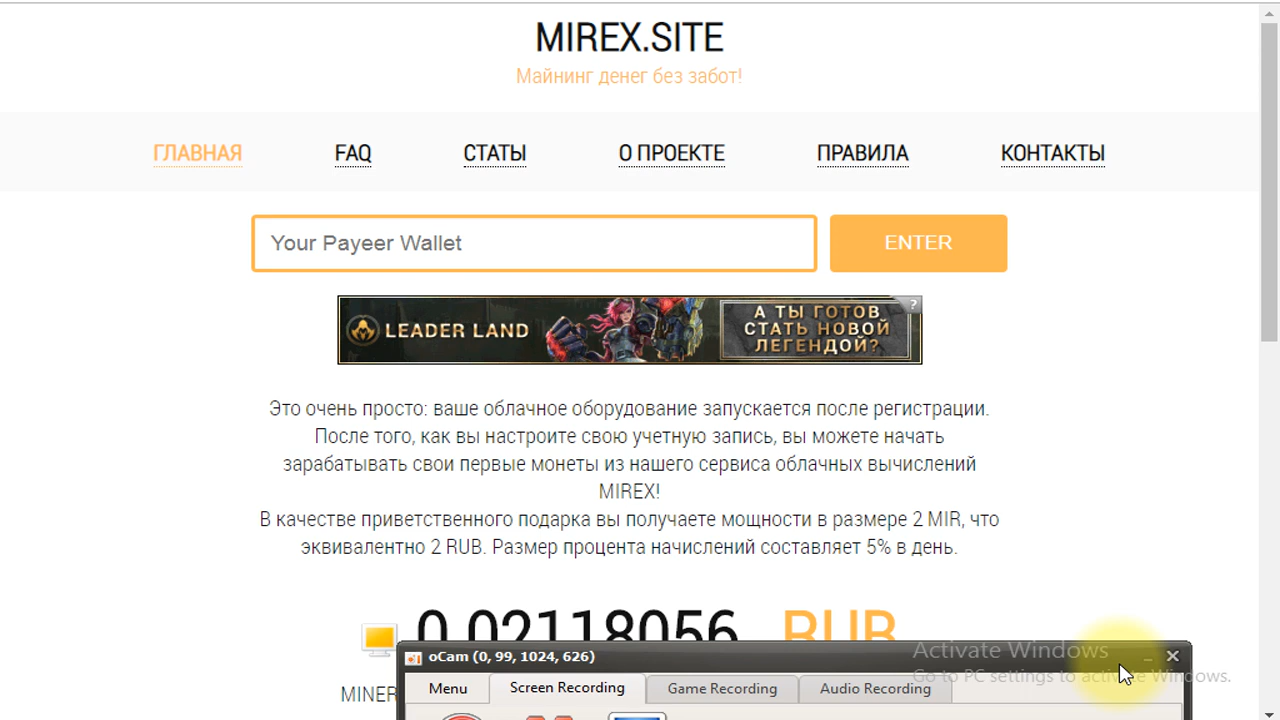 MIREX.SITE
Майнинг денег без забот!
ГЛАВНАЯ FAQ СТАТЫ О ПРОЕКТЕ ПРАВИЛА КОНТАКТЫ
Your Payeer Wallet ENTER
LEADER LAND
А ТЫ ГОТОВ
СТАТЬ НОВОЙ
ЛЕГЕНДОЙ?
?
Это очень просто: ваше облачное оборудование запускается после регистрации.
После того, как вы настроите свою учетную запись, вы можете начать
зарабатывать свои первые монеты из нашего сервиса облачных вычислений
MIREX!
В качестве приветственного подарка вы получаете мощности в размере 2 MIR, что
эквивалентно 2 RUB. Размер процента начислений составляет 5% в день.
0.02118056 RUB
MINER
oCam (0, 99, 1024, 626)
Activate Windows
Go to PC settings to activate Windows.
Menu Screen Recording Game Recording Audio Recording